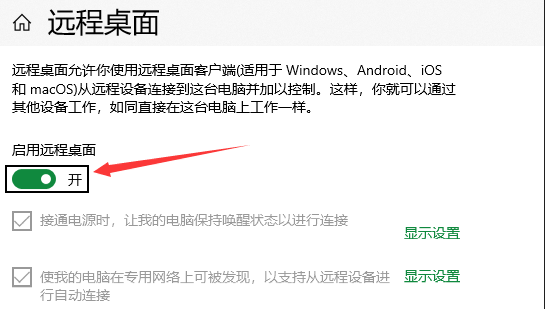 远程桌面
远程桌面允许你使用远程桌面客户端(适用于 Windows、Android、iOS
和 macOS)从远程设备连接到这台电脑并加以控制。这样，你就可以通过
其他设备工作，如同直接在这台电脑上工作一样。
启用远程桌面
开
接通电源时，让我的电脑保持唤醒状态以进行连接
显示设置
使我的电脑在专用网络上可被发现，以支持从远程设备进
行自动连接
显示设置